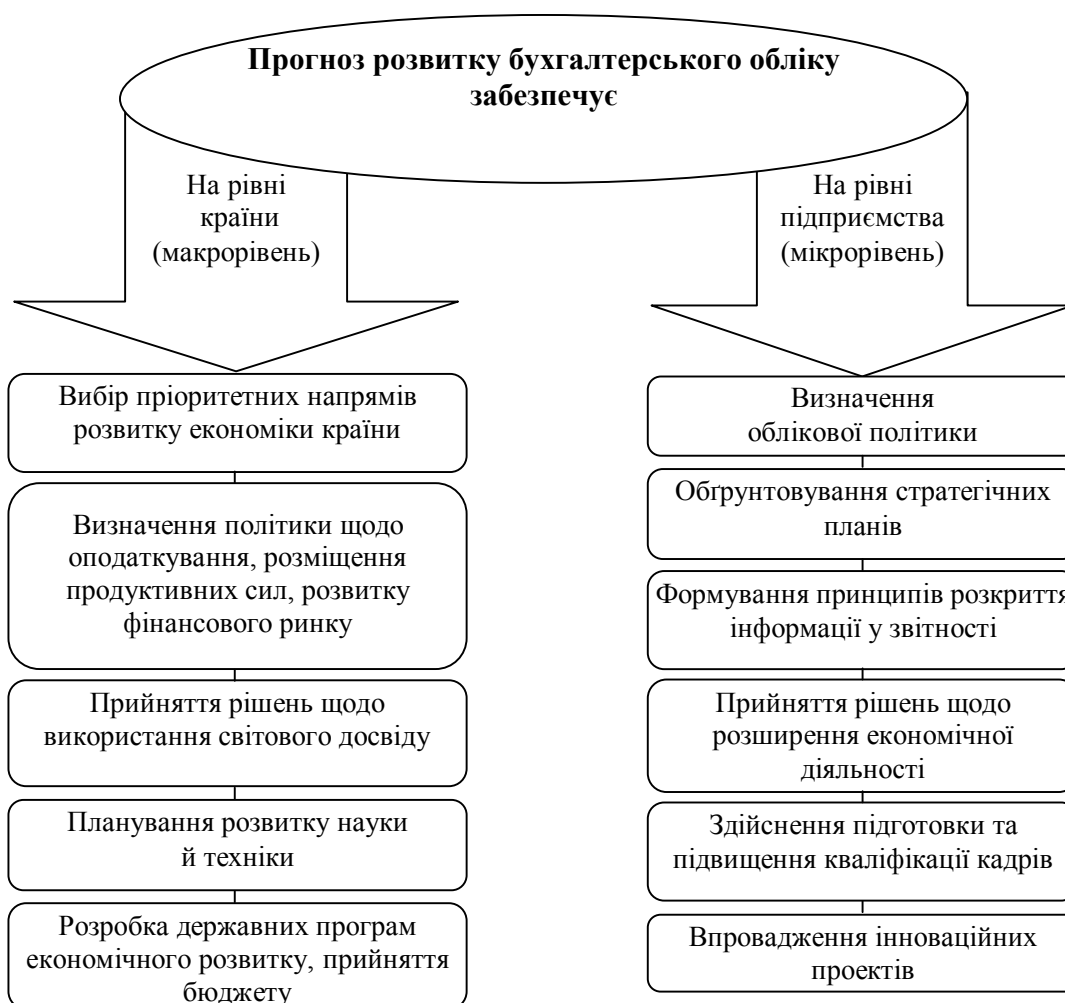 Прогноз розвитку бухгалтерського обліку
забезпечує
На рівні
країни
(макрорівень)
На рівні
підприємства
(мікрорівень)
Вибір пріоритетних напрямів
розвитку економіки країни
Визначення політики щодо
оподаткування, розміщення
продуктивних сил, розвитку
фінансового ринку
Прийняття рішень щодо
використання світового досвіду
Планування розвитку науки
й техніки
Розробка державних програм
економічного розвитку, прийняття
бюджету
Визначення
облікової політики
Обґрунтовування стратегічних
планів
Формування принципів розкриття
інформації у звітності
Прийняття рішень щодо
розширення економічної
діяльності
Здійснення підготовки та
підвищення кваліфікації кадрів
Впровадження інноваційних
проектів